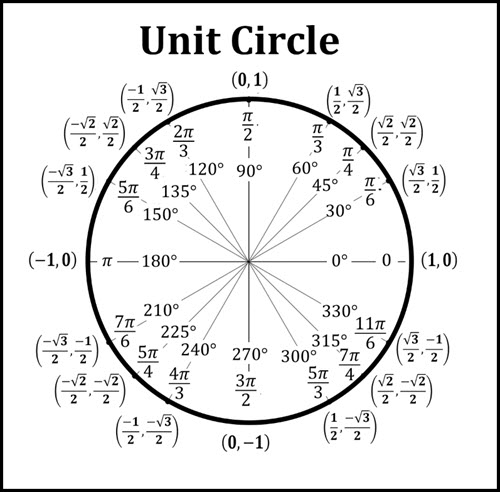 Unit Circle
(0, 1)
(-1/2, √3/2)
(1/2, √3/2)
(-√2/2, √2/2)
(√2/2, √2/2)
(-√3/2, 1/2)
(√3/2, 1/2)
2π/3
π/2
π/3
3π/4
π/4
5π/6
π/6
120°
90°
60°
135°
45°
150°
30°
(-1, 0)
π
180°
0°
0
(1, 0)
210°
330°
7π/6
11π/6
225°
315°
5π/4
7π/4
240°
270°
300°
4π/3
3π/2
5π/3
(-√3/2, -1/2)
(√3/2, -1/2)
(-√2/2, -√2/2)
(√2/2, -√2/2)
(-1/2, -√3/2)
(1/2, -√3/2)
(0, -1)